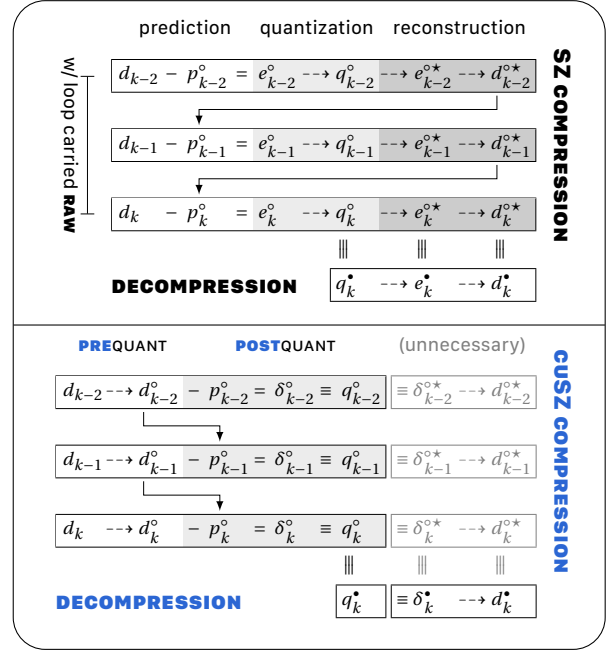 prediction quantization reconstruction
d_{k-2} − p°_{k-2} = e°_{k-2} ⇢ q°_{k-2} ⇢ e°⋆_{k-2} ⇢ d°⋆_{k-2}
d_{k-1} − p°_{k-1} = e°_{k-1} ⇢ q°_{k-1} ⇢ e°⋆_{k-1} ⇢ d°⋆_{k-1}
d_k − p°_k = e°_k ⇢ q°_k ⇢ e°⋆_k ⇢ d°⋆_k
w/ loop carried RAW
SZ COMPRESSION
DECOMPRESSION q•_k ⇢ e•_k ⇢ d•_k
PREQUANT POSTQUANT (unnecessary)
d_{k-2} ⇢ d°_{k-2} − p°_{k-2} = δ°_{k-2} ≡ q°_{k-2} ≡ δ°⋆_{k-2} ⇢ d°⋆_{k-2}
d_{k-1} ⇢ d°_{k-1} − p°_{k-1} = δ°_{k-1} ≡ q°_{k-1} ≡ δ°⋆_{k-1} ⇢ d°⋆_{k-1}
d_k ⇢ d°_k − p°_k = δ°_k ≡ q°_k ≡ δ°⋆_k ⇢ d°⋆_k
cuSZ COMPRESSION
DECOMPRESSION q•_k ≡ δ•_k ⇢ d•_k